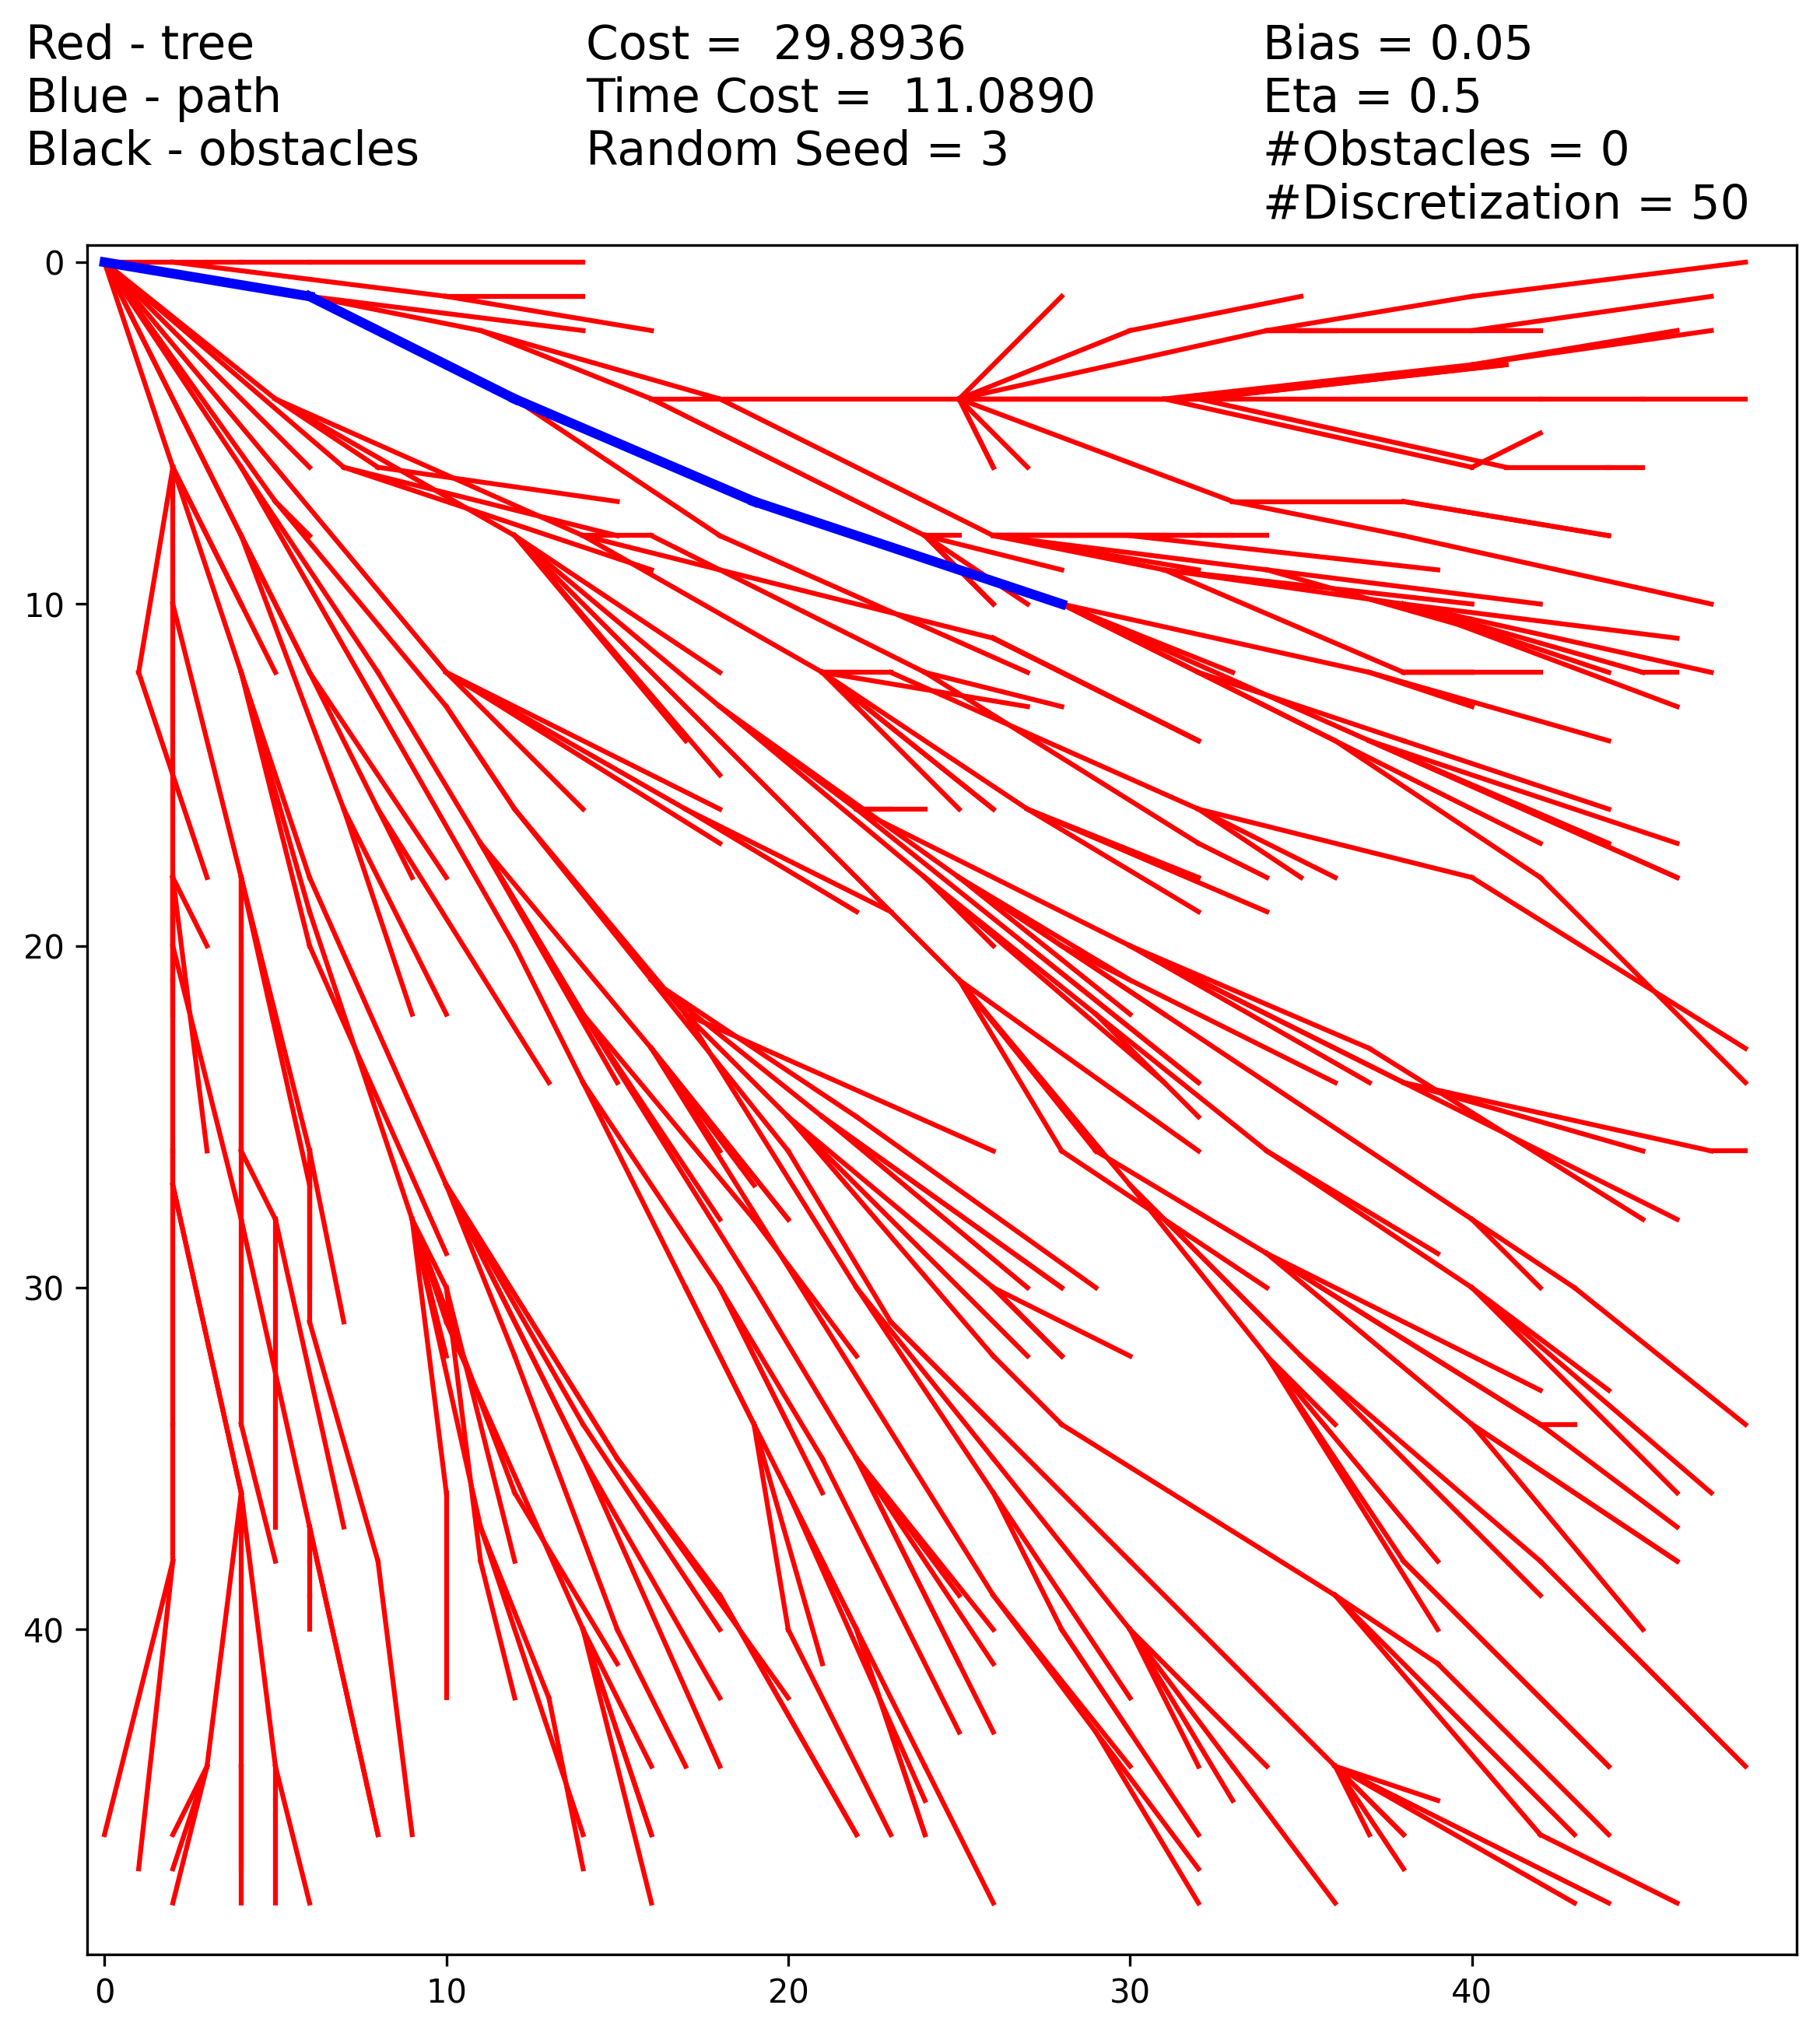 Red - tree
Blue - path
Black - obstacles
Cost =  29.8936
Time Cost =  11.0890
Random Seed = 3
Bias = 0.05
Eta = 0.5
#Obstacles = 0
#Discretization = 50
0
10
20
30
40
0
10
20
30
40